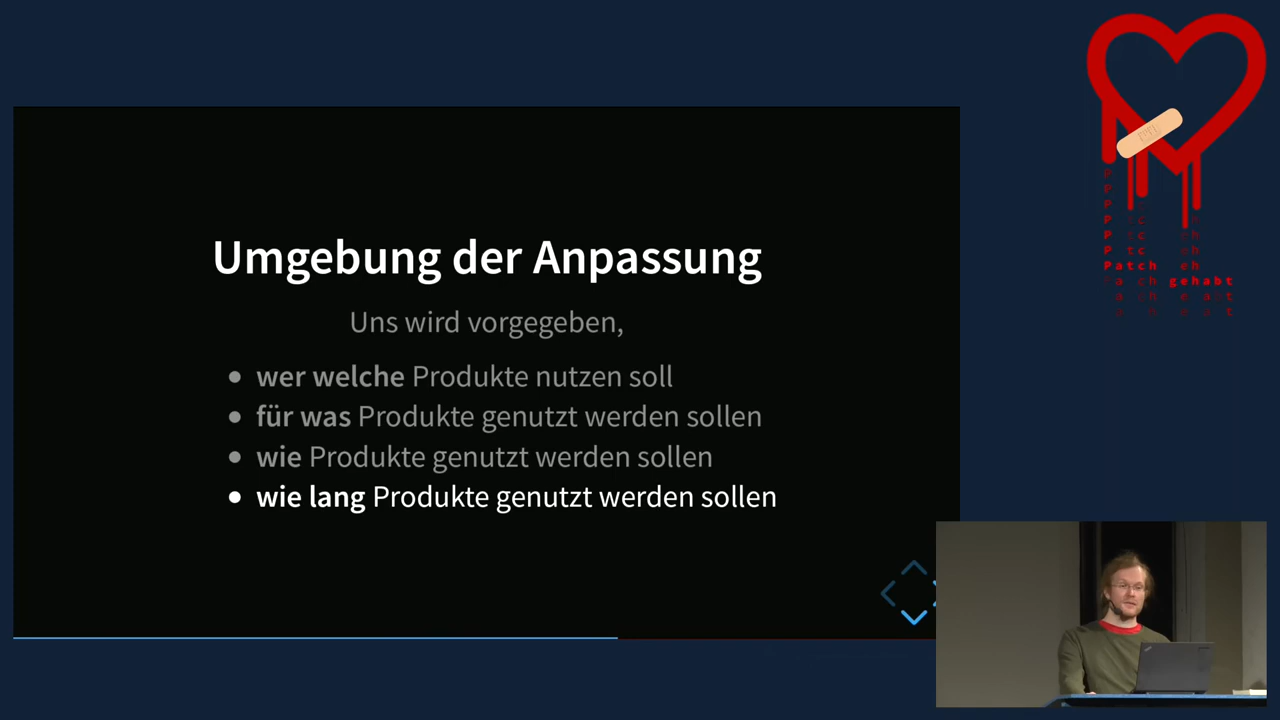 Umgebung der Anpassung
Uns wird vorgegeben,
wer welche Produkte nutzen soll
für was Produkte genutzt werden sollen
wie Produkte genutzt werden sollen
wie lang Produkte genutzt werden sollen
Patch
gehabt